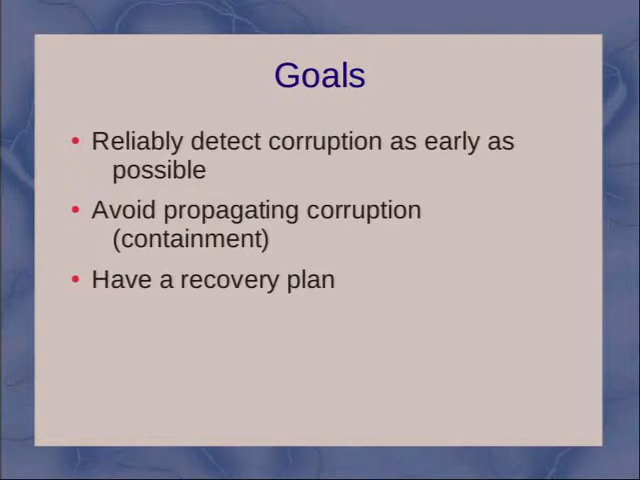 Goals
• Reliably detect corruption as early as
possible
• Avoid propagating corruption
(containment)
• Have a recovery plan